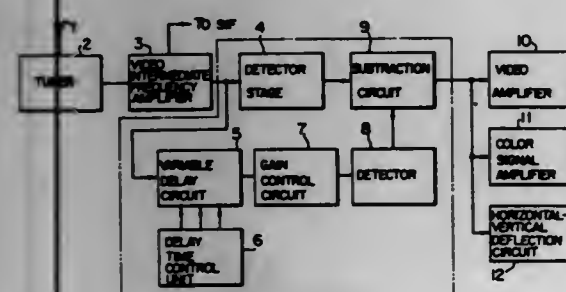 TO SIF
2
3
4
9
10
TUNER
VIDEO
INTERMEDIATE
FREQUENCY
AMPLIFIER
DETECTOR
STAGE
SUBTRACTION
CIRCUIT
VIDEO
AMPLIFIER
5
7
8
11
VARIABLE
DELAY
CIRCUIT
GAIN
CONTROL
CIRCUIT
DETECTOR
COLOR
SIGNAL
AMPLIFIER
DELAY
TIME
CONTROL
UNIT
6
HORIZONTAL-
VERTICAL
DEFLECTION
CIRCUIT
12